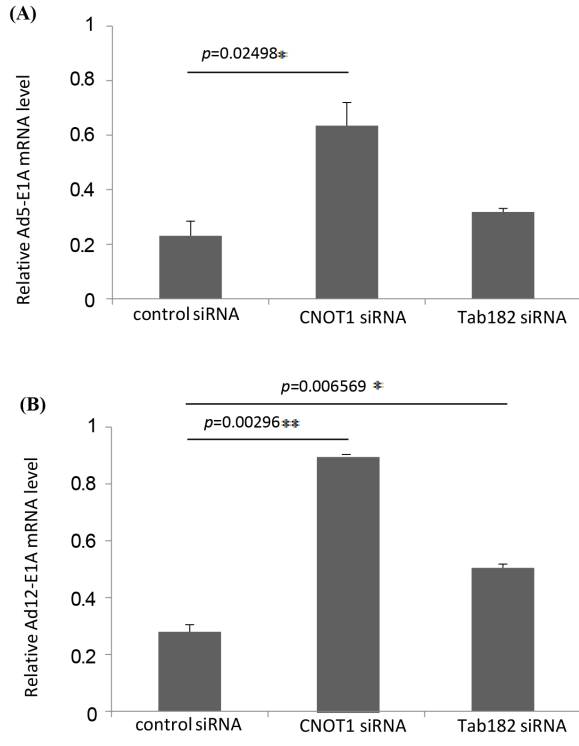 (A)
1
0.8
0.6
0.4
0.2
0
Relative Ad5-E1A mRNA level
p=0.02498*
control siRNA CNOT1 siRNA Tab182 siRNA
(B)
1
0.8
0.6
0.4
0.2
0
Relative Ad12-E1A mRNA level
p=0.006569 *
p=0.00296**
control siRNA CNOT1 siRNA Tab182 siRNA